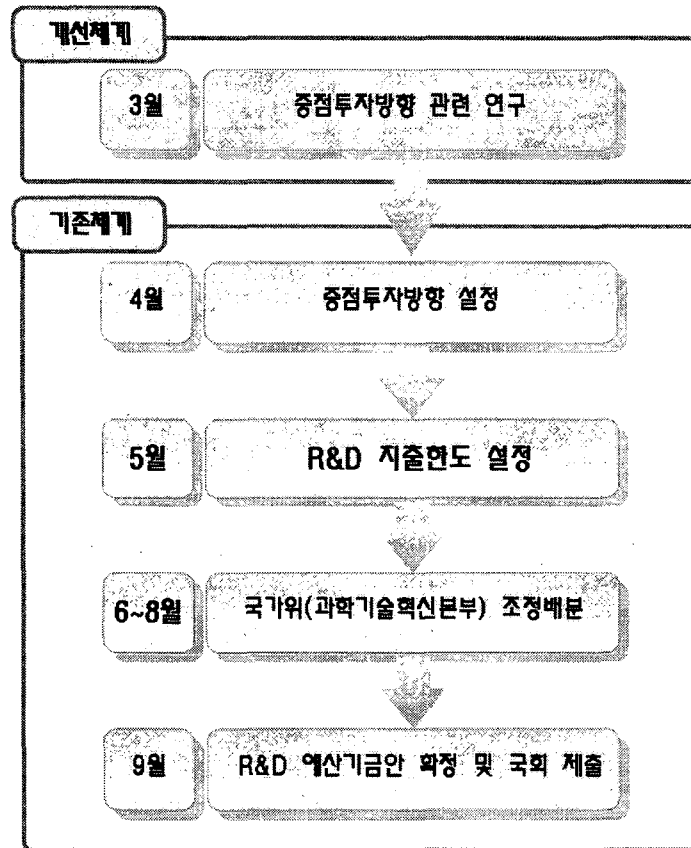 개선체계
3월
중점투자방향 관련 연구
기존체계
4월
중점투자방향 설정
5월
R&D 지출한도 설정
6~8월
국가위(과학기술혁신본부) 조정배분
9월
R&D 예산기금안 확정 및 국회 제출